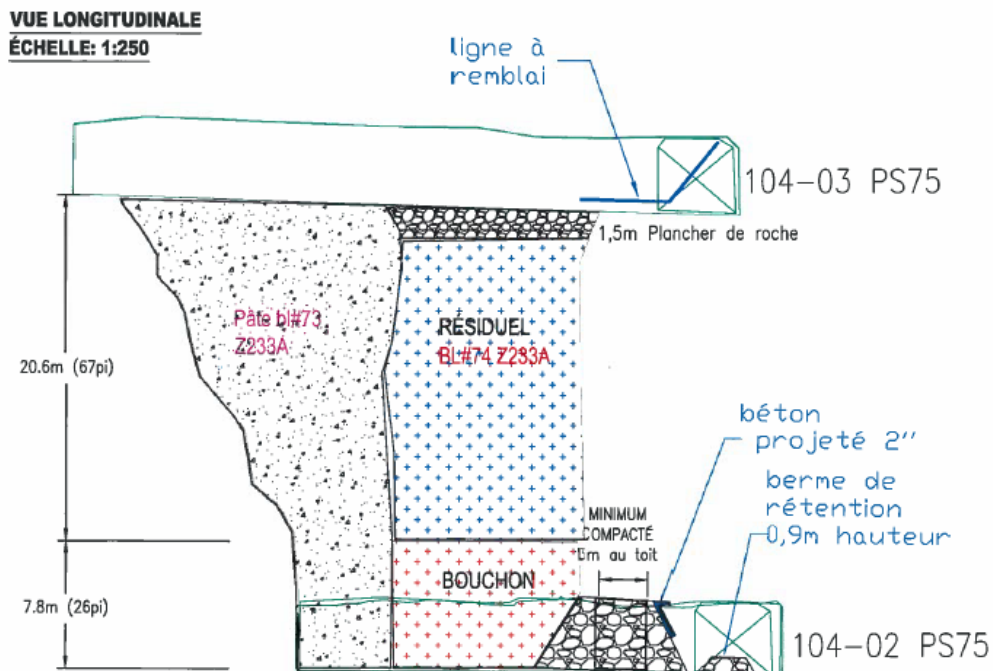 VUE LONGITUDINALE
ÉCHELLE: 1:250
ligne à
remblai
104-03 PS75
1,5m Plancher de roche
Pâte bl#73
Z233A
RÉSIDUEL
BL#74 Z233A
20.6m (67pi)
béton
projeté 2''
berme de
rétention
0,9m hauteur
MINIMUM
COMPACTÉ
m au toit
BOUCHON
7.8m (26pi)
104-02 PS75